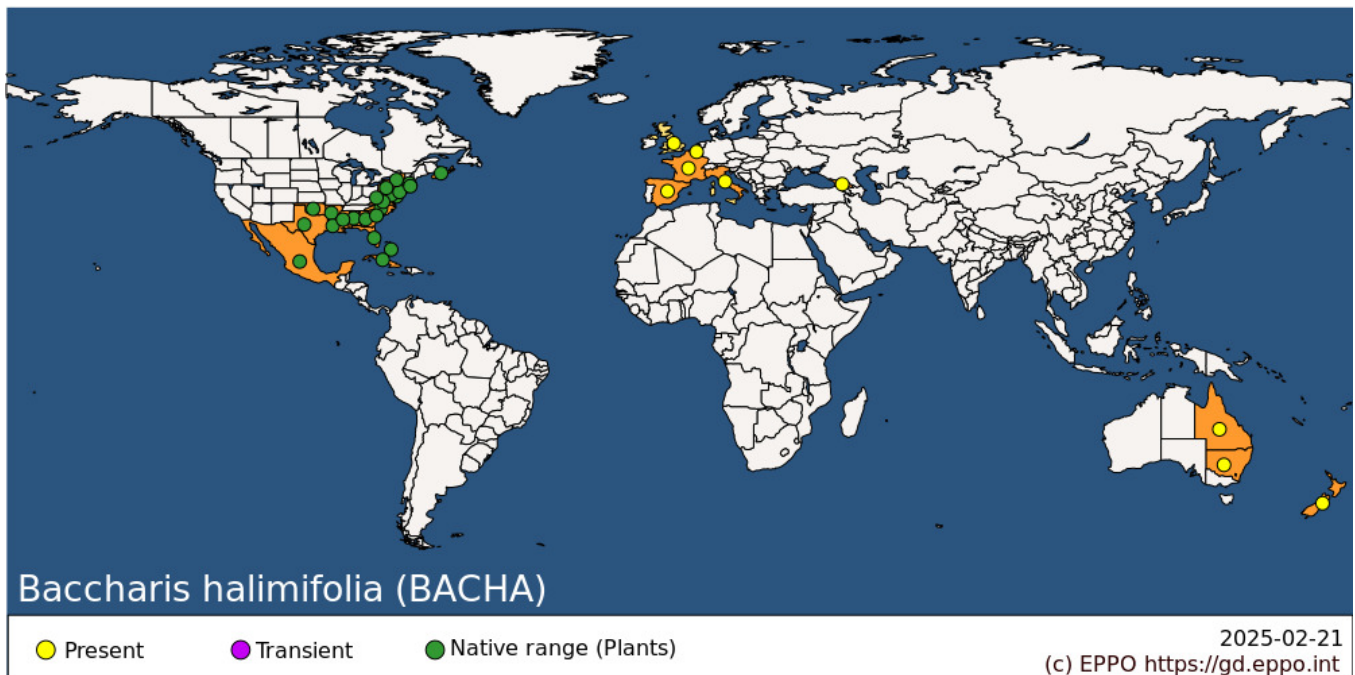 Baccharis halimifolia (BACHA)
Present
Transient
Native range (Plants)
2025-02-21
(c) EPPO https://gd.eppo.int